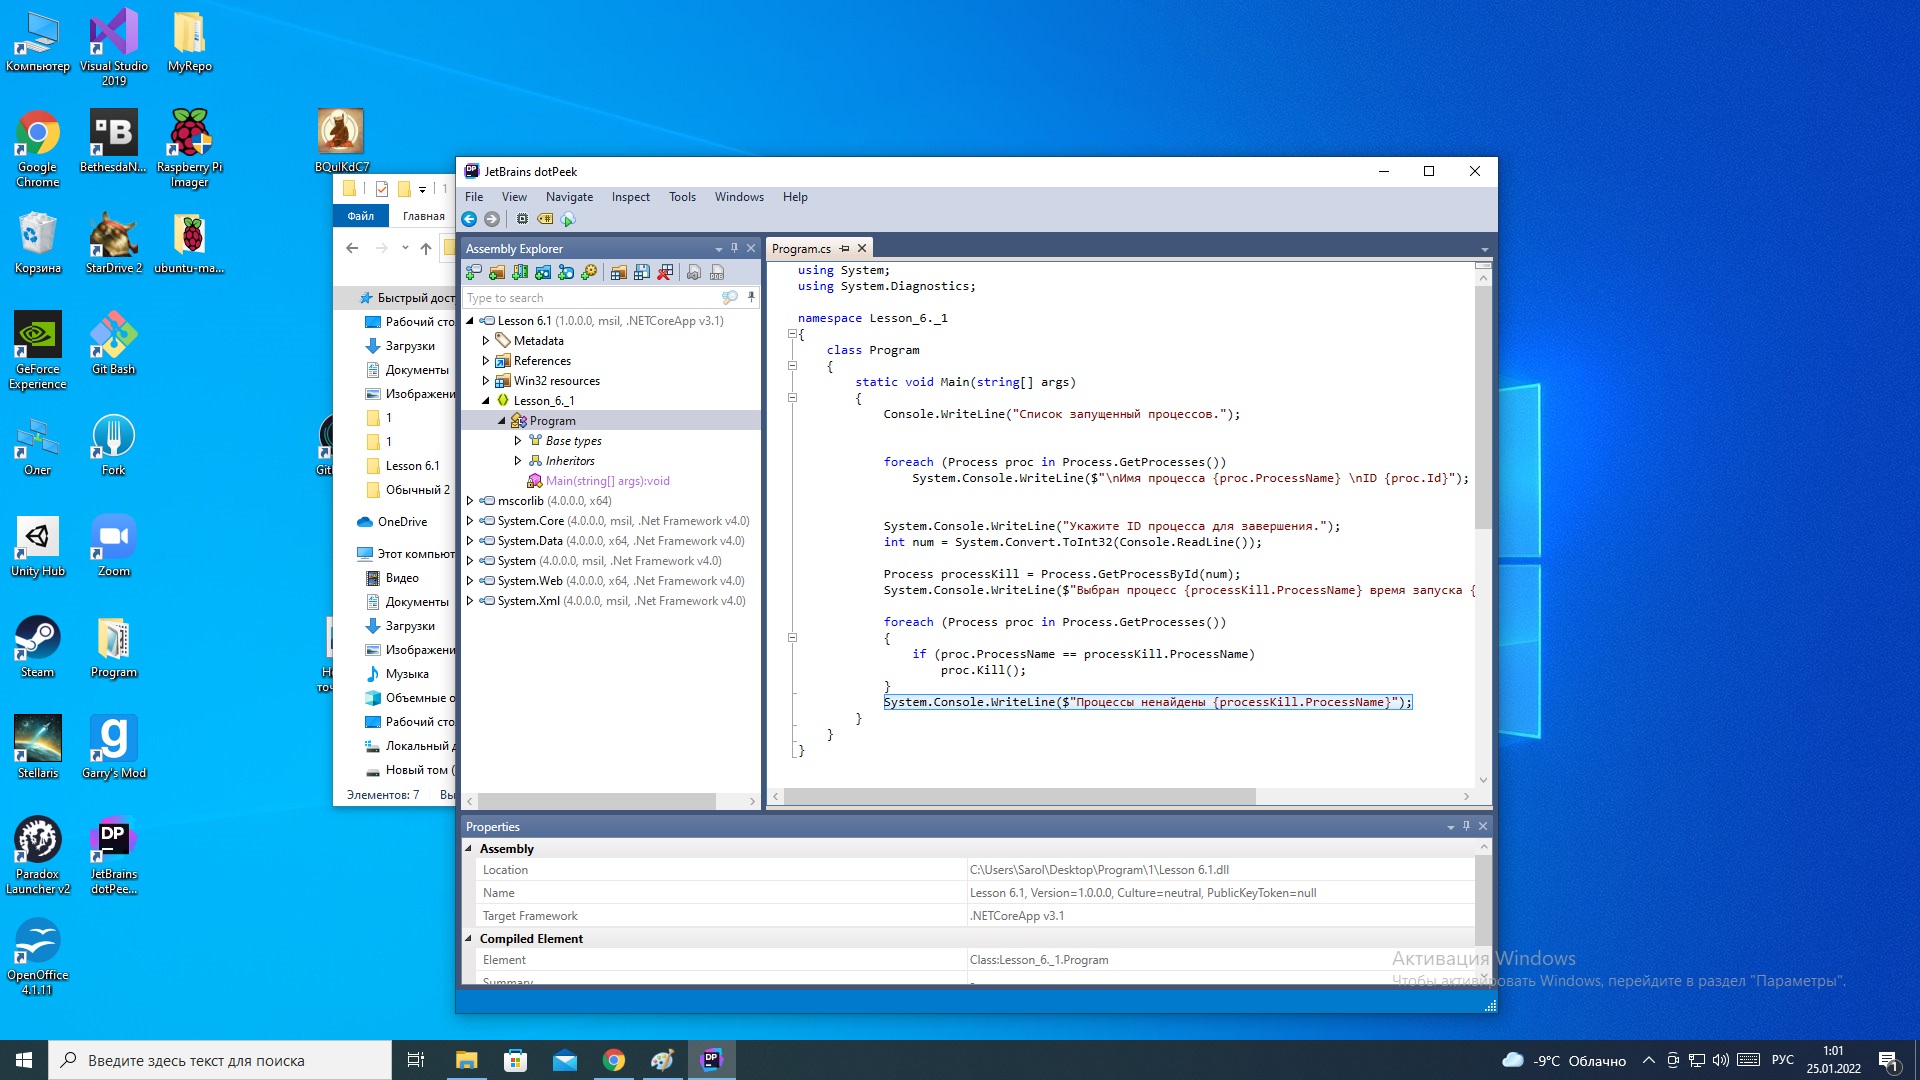 Компьютер
Visual Studio 2019
MyRepo
Google Chrome
BethesdaN...
Raspberry Pi Imager
BQulKdC7
Корзина
StarDrive 2
ubuntu-ma...
GeForce Experience
Git Bash
Олег
Fork
Unity Hub
Zoom
Steam
Program
Stellaris
Garry's Mod
Paradox Launcher v2
JetBrains dotPee...
OpenOffice 4.1.11
1
Файл
Главная
Быстрый дост
Рабочий сто
Загрузки
Документы
Изображени
1
1
Lesson 6.1
Обычный 2
OneDrive
Этот компьют
Видео
Документы
Загрузки
Изображени
Музыка
Объемные о
Рабочий сто
Локальный д
Новый том (
Элементов: 7
Вы
JetBrains dotPeek
File View Navigate Inspect Tools Windows Help
Assembly Explorer
Type to search
Lesson 6.1 (1.0.0.0, msil, .NETCoreApp v3.1)
Metadata
References
Win32 resources
Lesson_6._1
Program
Base types
Inheritors
Main(string[] args):void
mscorlib (4.0.0.0, x64)
System.Core (4.0.0.0, msil, .Net Framework v4.0)
System.Data (4.0.0.0, x64, .Net Framework v4.0)
System (4.0.0.0, msil, .Net Framework v4.0)
System.Web (4.0.0.0, x64, .Net Framework v4.0)
System.Xml (4.0.0.0, msil, .Net Framework v4.0)
Program.cs
using System;
using System.Diagnostics;
namespace Lesson_6._1
{
class Program
{
static void Main(string[] args)
{
Console.WriteLine("Список запущенный процессов.");
foreach (Process proc in Process.GetProcesses())
System.Console.WriteLine($"\nИмя процесса {proc.ProcessName} \nID {proc.Id}");
System.Console.WriteLine("Укажите ID процесса для завершения.");
int num = System.Convert.ToInt32(Console.ReadLine());
Process processKill = Process.GetProcessById(num);
System.Console.WriteLine($"Выбран процесс {processKill.ProcessName} время запуска {
foreach (Process proc in Process.GetProcesses())
{
if (proc.ProcessName == processKill.ProcessName)
proc.Kill();
}
System.Console.WriteLine($"Процессы ненайдены {processKill.ProcessName}");
}
}
}
Properties
Assembly
Location C:\Users\Sarol\Desktop\Program\1\Lesson 6.1.dll
Name Lesson 6.1, Version=1.0.0.0, Culture=neutral, PublicKeyToken=null
Target Framework .NETCoreApp v3.1
Compiled Element
Element Class:Lesson_6._1.Program
Summary -
Активация Windows
Чтобы активировать Windows, перейдите в раздел "Параметры".
Введите здесь текст для поиска
-9°C Облачно
РУС
1:01
25.01.2022
1